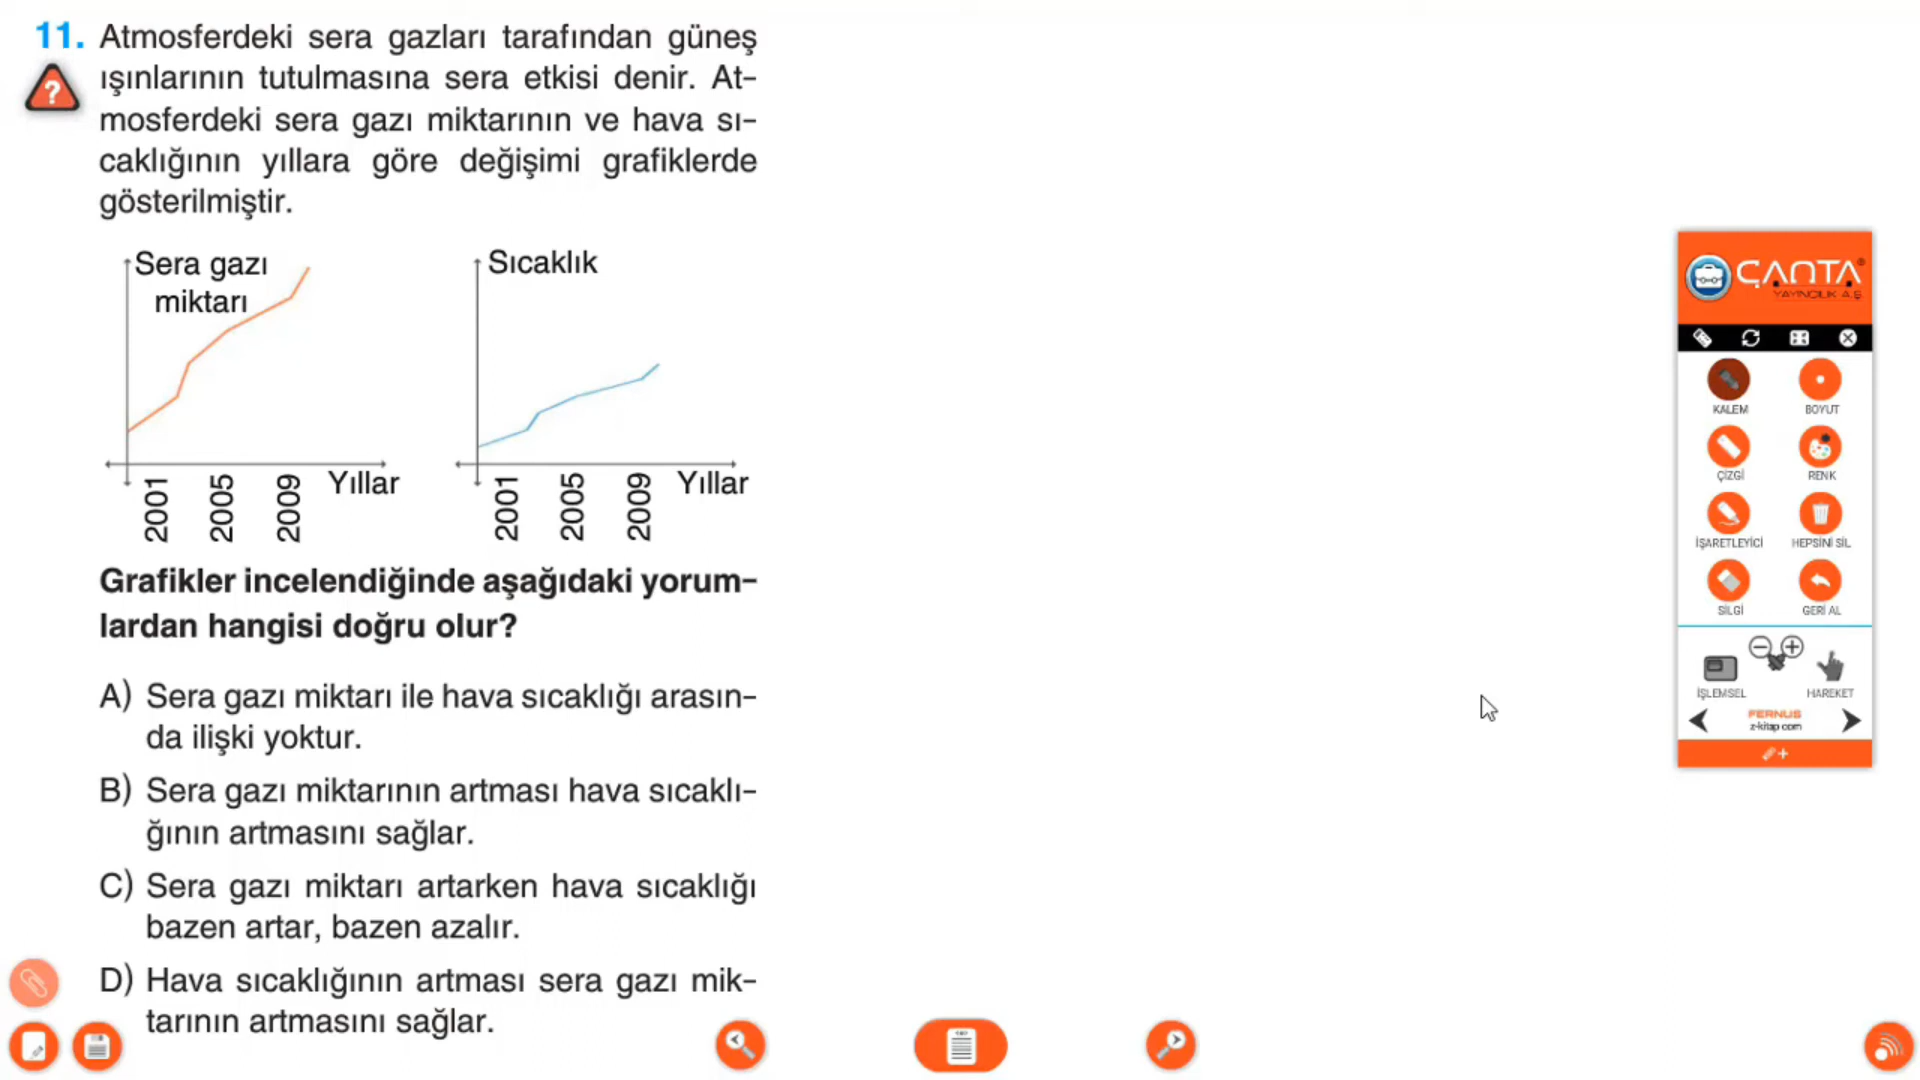 11. Atmosferdeki sera gazları tarafından güneş
ışınlarının tutulmasına sera etkisi denir. At-
mosferdeki sera gazı miktarının ve hava sı-
caklığının yıllara göre değişimi grafiklerde
gösterilmiştir.
Sera gazı
miktarı
2001
2005
2009
Yıllar
Sıcaklık
2001
2005
2009
Yıllar
Grafikler incelendiğinde aşağıdaki yorum-
lardan hangisi doğru olur?
A) Sera gazı miktarı ile hava sıcaklığı arasın-
da ilişki yoktur.
B) Sera gazı miktarının artması hava sıcaklı-
ğının artmasını sağlar.
C) Sera gazı miktarı artarken hava sıcaklığı
bazen artar, bazen azalır.
D) Hava sıcaklığının artması sera gazı mik-
tarının artmasını sağlar.
ÇANTA
YAYINCILIK A.Ş
KALEM
BOYUT
ÇİZGİ
RENK
İŞARETLEYİCİ
HEPSİNİ SİL
SİLGİ
GERİ AL
İŞLEMSEL
HAREKET
FERNUS
z-kitap.com